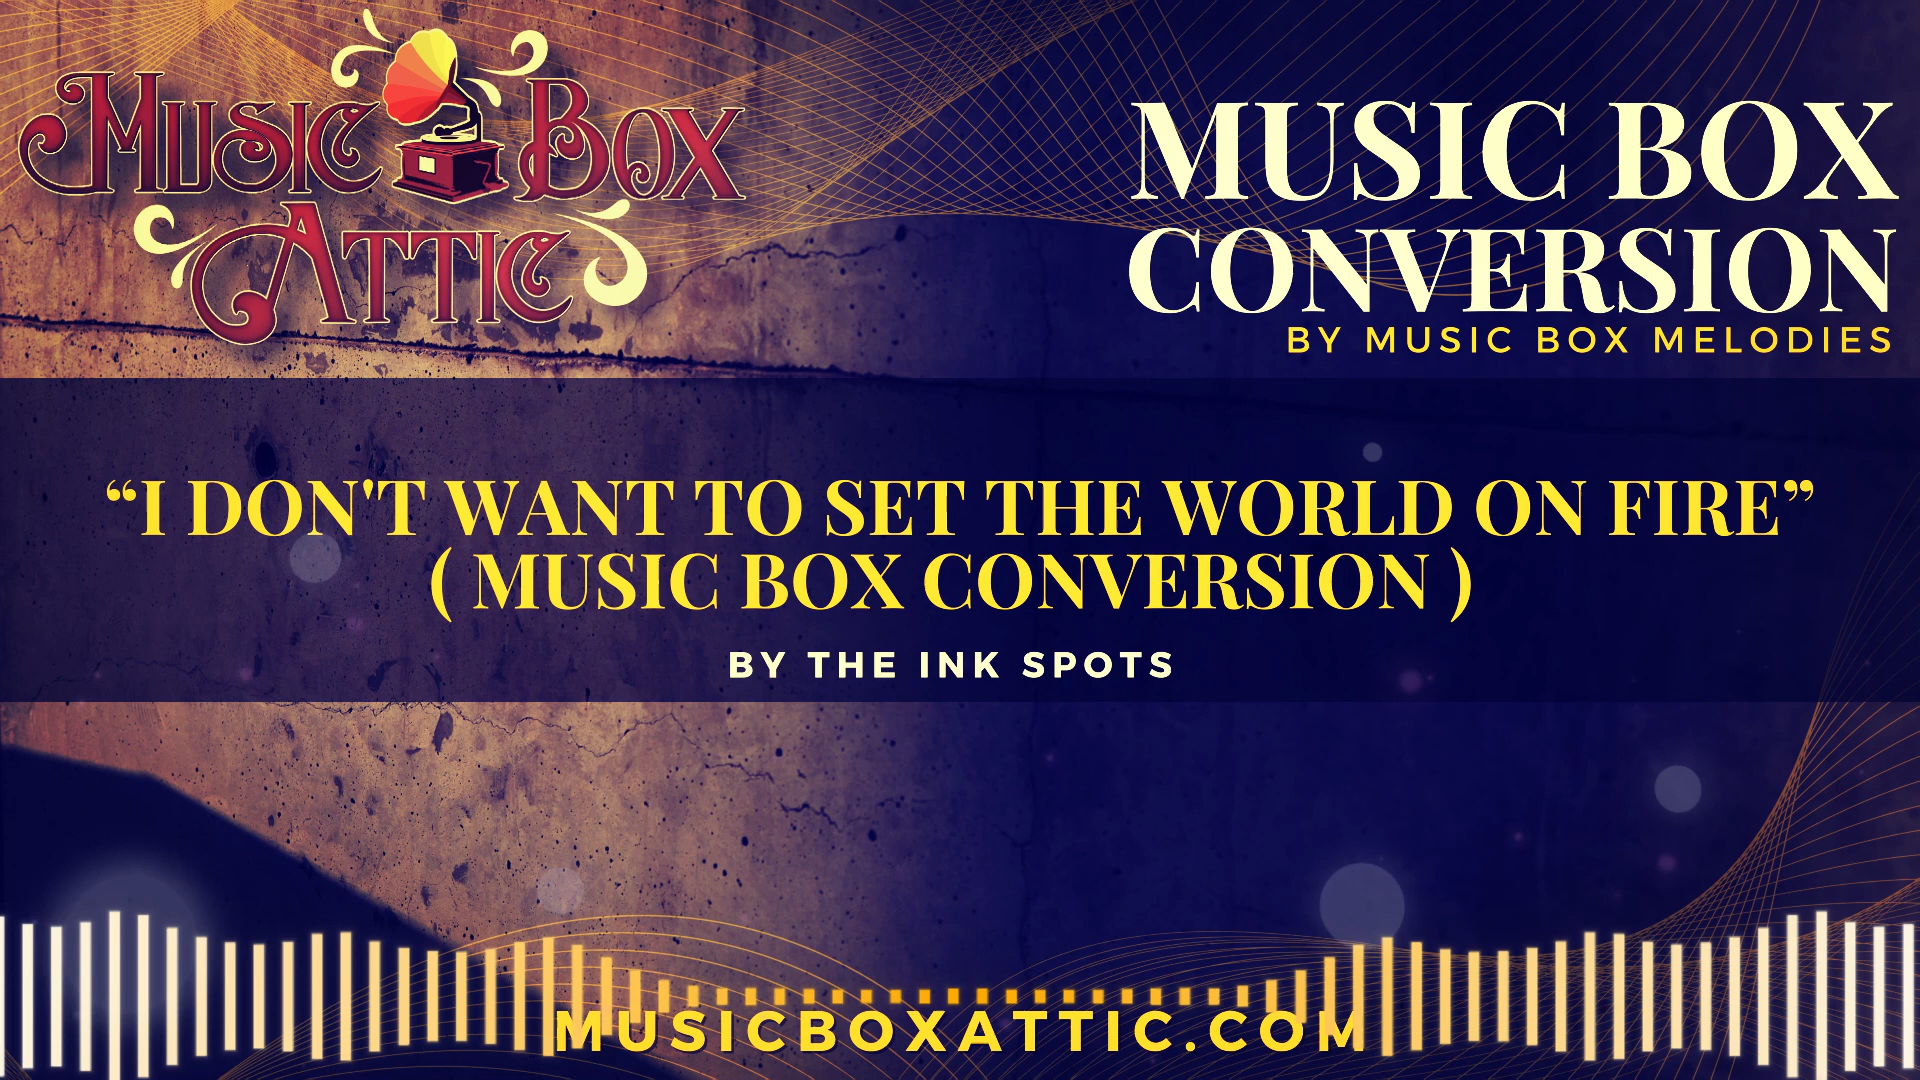 MUSIC BOX
ATTIC
MUSIC BOX
CONVERSION
BY MUSIC BOX MELODIES
“I DON'T WANT TO SET THE WORLD ON FIRE”
( MUSIC BOX CONVERSION )
BY THE INK SPOTS
MUSICBOXATTIC.COM